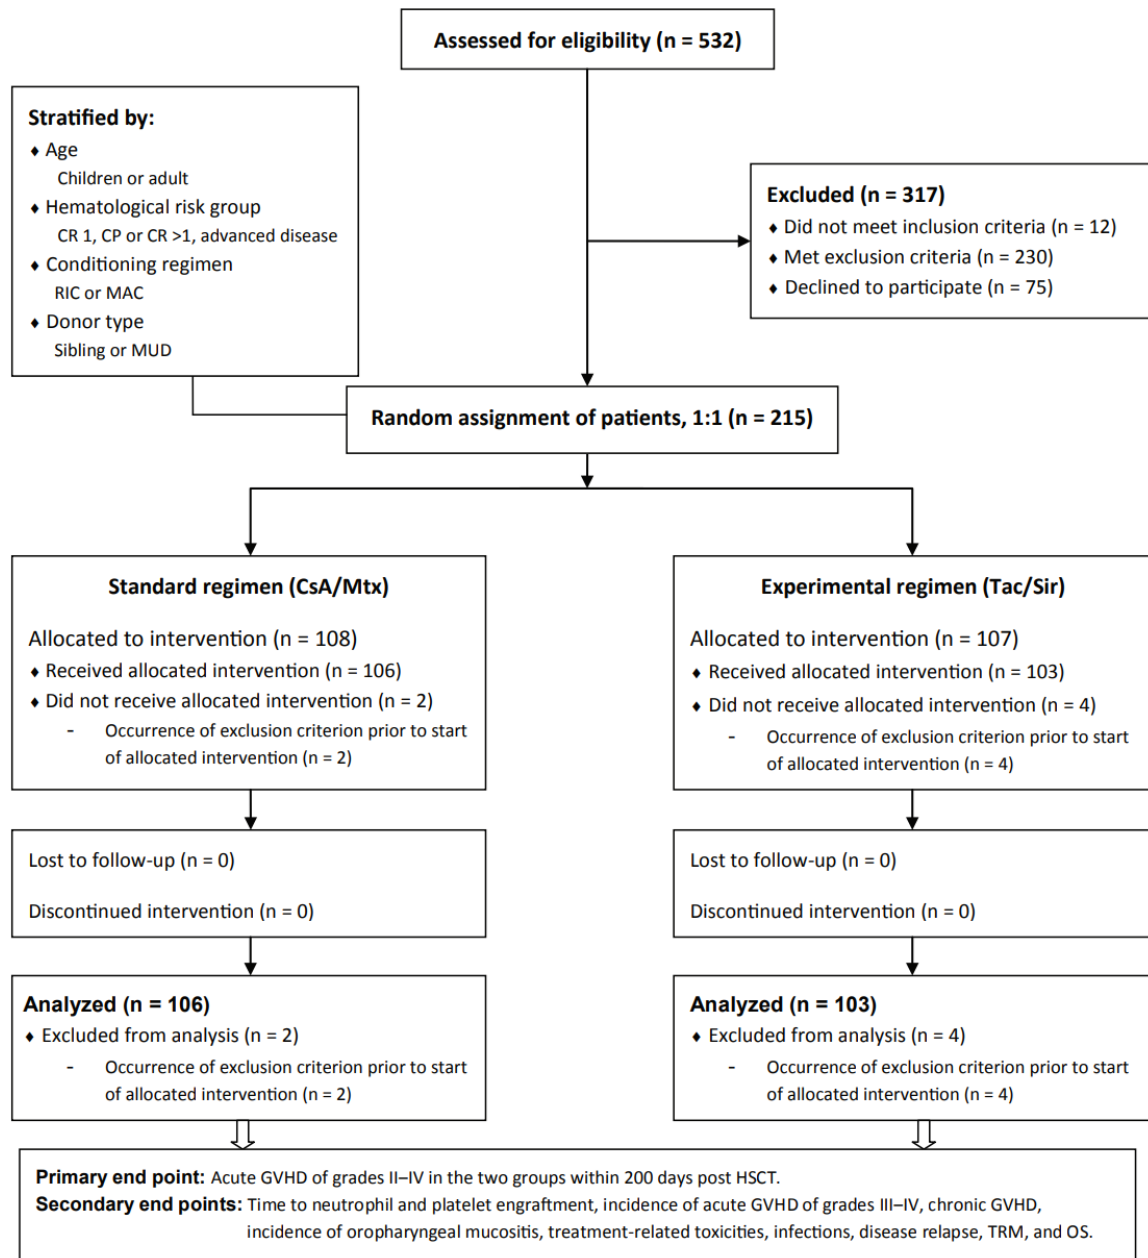 Assessed for eligibility (n = 532)
Stratified by:
♦ Age
Children or adult
♦ Hematological risk group
CR 1, CP or CR >1, advanced disease
♦ Conditioning regimen
RIC or MAC
♦ Donor type
Sibling or MUD
Excluded (n = 317)
♦ Did not meet inclusion criteria (n = 12)
♦ Met exclusion criteria (n = 230)
♦ Declined to participate (n = 75)
Random assignment of patients, 1:1 (n = 215)
Standard regimen (CsA/Mtx)
Allocated to intervention (n = 108)
♦ Received allocated intervention (n = 106)
♦ Did not receive allocated intervention (n = 2)
- Occurrence of exclusion criterion prior to start
of allocated intervention (n = 2)
Experimental regimen (Tac/Sir)
Allocated to intervention (n = 107)
♦ Received allocated intervention (n = 103)
♦ Did not receive allocated intervention (n = 4)
- Occurrence of exclusion criterion prior to start
of allocated intervention (n = 4)
Lost to follow-up (n = 0)
Discontinued intervention (n = 0)
Lost to follow-up (n = 0)
Discontinued intervention (n = 0)
Analyzed (n = 106)
♦ Excluded from analysis (n = 2)
- Occurrence of exclusion criterion prior to start
of allocated intervention (n = 2)
Analyzed (n = 103)
♦ Excluded from analysis (n = 4)
- Occurrence of exclusion criterion prior to start
of allocated intervention (n = 4)
Primary end point: Acute GVHD of grades II–IV in the two groups within 200 days post HSCT.
Secondary end points: Time to neutrophil and platelet engraftment, incidence of acute GVHD of grades III–IV, chronic GVHD,
incidence of oropharyngeal mucositis, treatment-related toxicities, infections, disease relapse, TRM, and OS.